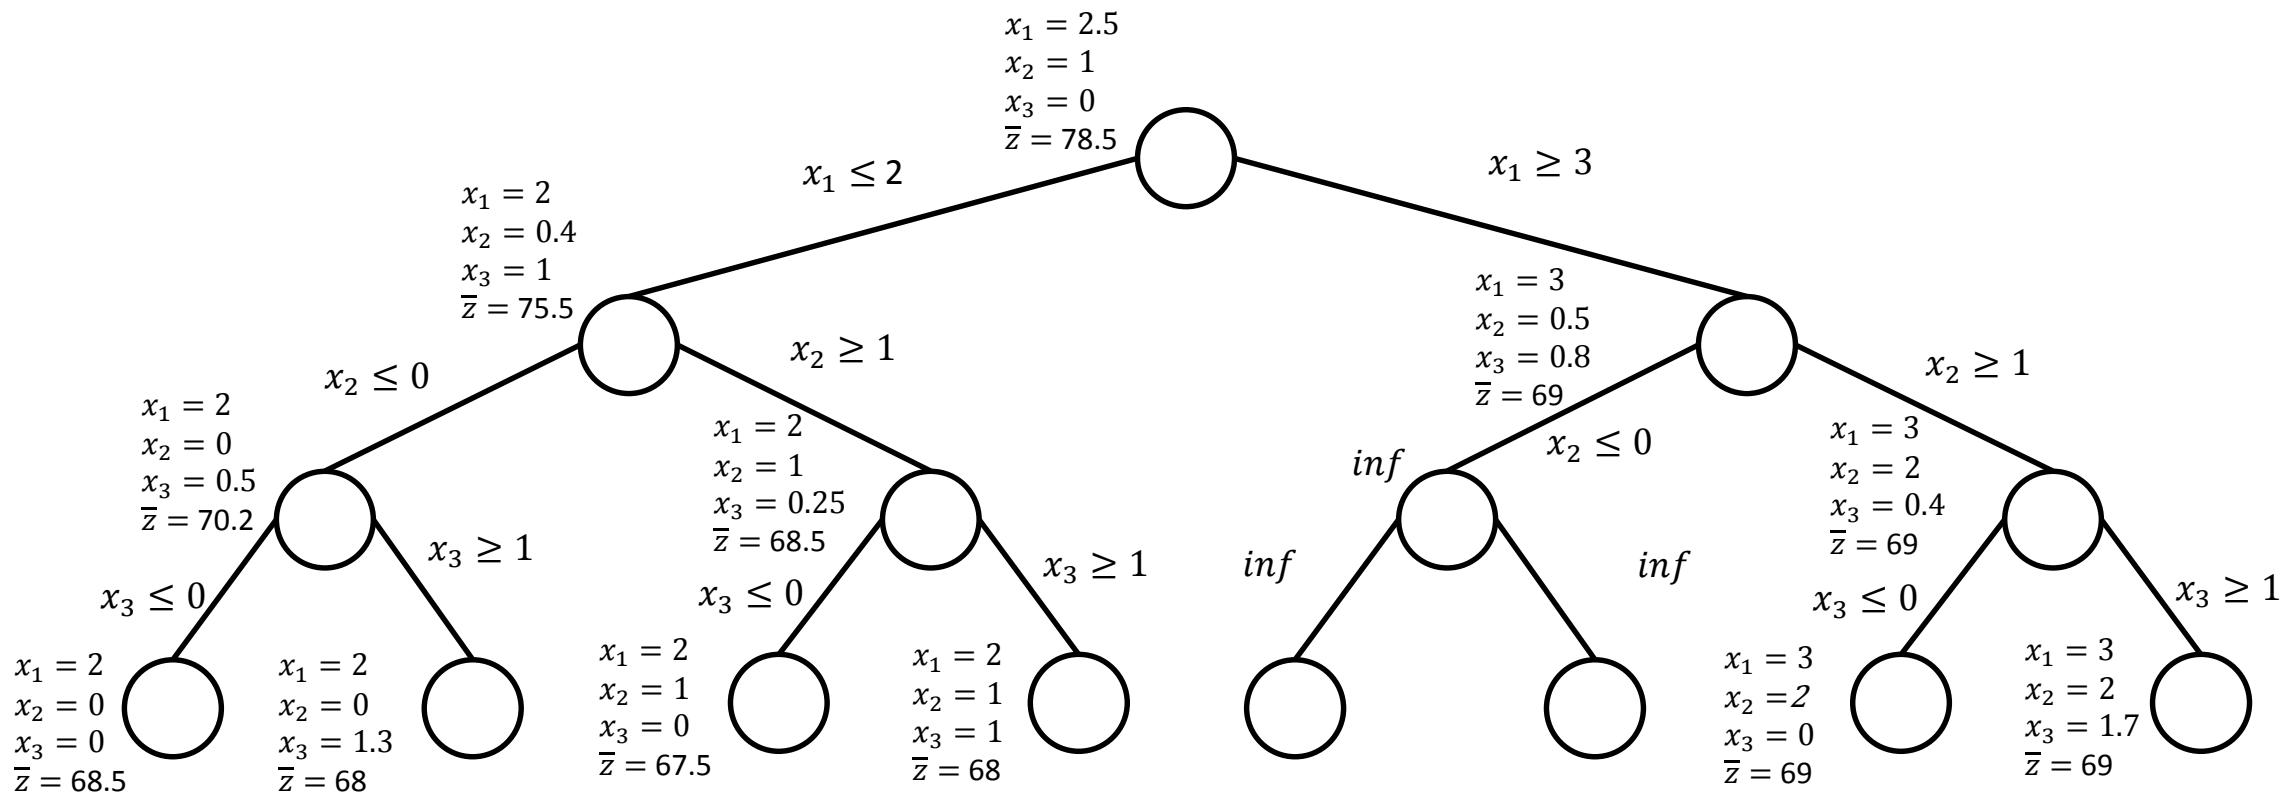 x₁ = 2.5
x₂ = 1
x₃ = 0
z̅ = 78.5
x₁ ≤ 2
x₁ ≥ 3
x₁ = 2
x₂ = 0.4
x₃ = 1
z̅ = 75.5
x₁ = 3
x₂ = 0.5
x₃ = 0.8
z̅ = 69
x₂ ≤ 0
x₂ ≥ 1
x₂ ≤ 0
x₂ ≥ 1
x₁ = 2
x₂ = 0
x₃ = 0.5
z̅ = 70.2
x₁ = 2
x₂ = 1
x₃ = 0.25
z̅ = 68.5
inf
x₁ = 3
x₂ = 2
x₃ = 0.4
z̅ = 69
x₃ ≤ 0
x₃ ≥ 1
x₃ ≤ 0
x₃ ≥ 1
inf
inf
x₃ ≤ 0
x₃ ≥ 1
x₁ = 2
x₂ = 0
x₃ = 0
z̅ = 68.5
x₁ = 2
x₂ = 0
x₃ = 1.3
z̅ = 68
x₁ = 2
x₂ = 1
x₃ = 0
z̅ = 67.5
x₁ = 2
x₂ = 1
x₃ = 1
z̅ = 68
x₁ = 3
x₂ =2
x₃ = 0
z̅ = 69
x₁ = 3
x₂ = 2
x₃ = 1.7
z̅ = 69